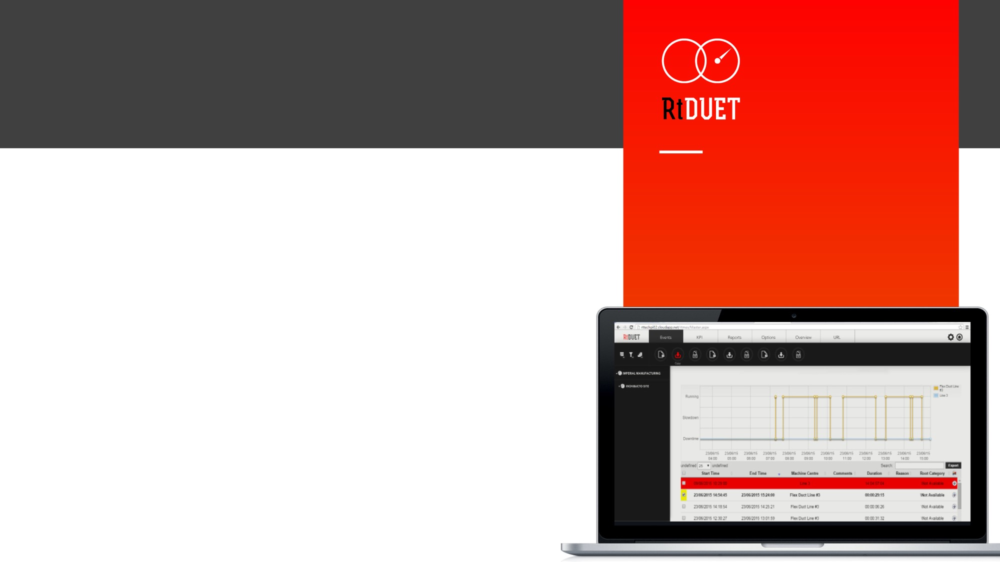 RtDUET
rttechpi02.cloudapp.net/rtmes/Master.aspx
RtDUET Events KPI Reports Options Overview URL
Copy
IMPERIAL MANUFACTURING
RICHIBUCTO SITE
Flex Duct Line
#3
Line 3
Running
Slowdown
Downtime
23/06/15 23/06/15 23/06/15 23/06/15 23/06/15 23/06/15 23/06/15 23/06/15 23/06/15 23/06/15 23/06/15 23/06/15
04:00 05:00 06:00 07:00 08:00 09:00 10:00 11:00 12:00 13:00 14:00 15:00
undefined 25 undefined Search: Export
Start Time End Time Machine Centre Comments Duration Reason Root Category
Line 3 \Not Available
23/06/2015 14:54:45 23/06/2015 15:24:00 Flex Duct Line #3 00:00:29:15 \Not Available
23/06/2015 14:18:54 23/06/2015 14:25:21 Flex Duct Line #3 00:00:06:26 \Not Available
23/06/2015 12:30:27 23/06/2015 13:01:59 Flex Duct Line #3 00:00:31:32 \Not Available